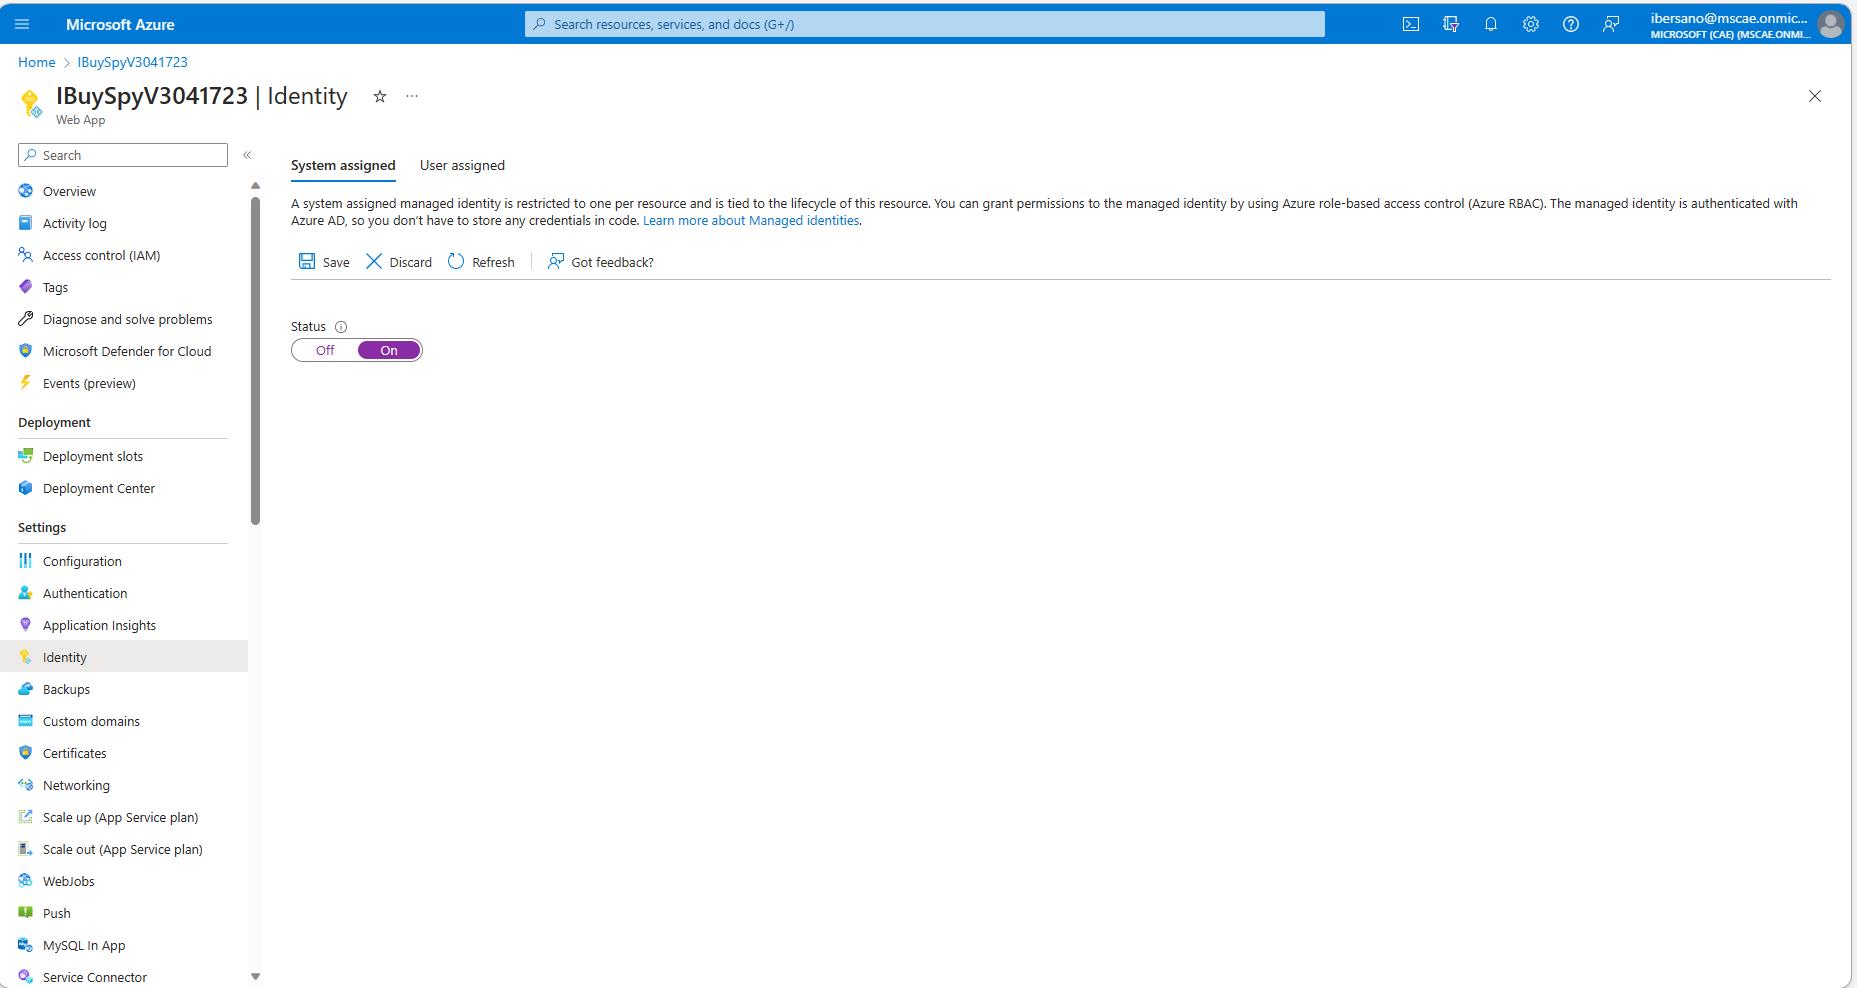 Microsoft Azure
Search resources, services, and docs (G+/)
ibersano@mscae.onmic...
MICROSOFT (CAE) (MSCAE.ONMI...
Home > IBuySpyV3041723
IBuySpyV3041723 | Identity
Web App
Search
Overview
Activity log
Access control (IAM)
Tags
Diagnose and solve problems
Microsoft Defender for Cloud
Events (preview)
Deployment
Deployment slots
Deployment Center
Settings
Configuration
Authentication
Application Insights
Identity
Backups
Custom domains
Certificates
Networking
Scale up (App Service plan)
Scale out (App Service plan)
WebJobs
Push
MySQL In App
Service Connector
System assigned User assigned
A system assigned managed identity is restricted to one per resource and is tied to the lifecycle of this resource. You can grant permissions to the managed identity by using Azure role-based access control (Azure RBAC). The managed identity is authenticated with
Azure AD, so you don't have to store any credentials in code. Learn more about Managed identities.
Save Discard Refresh Got feedback?
Status
Off On